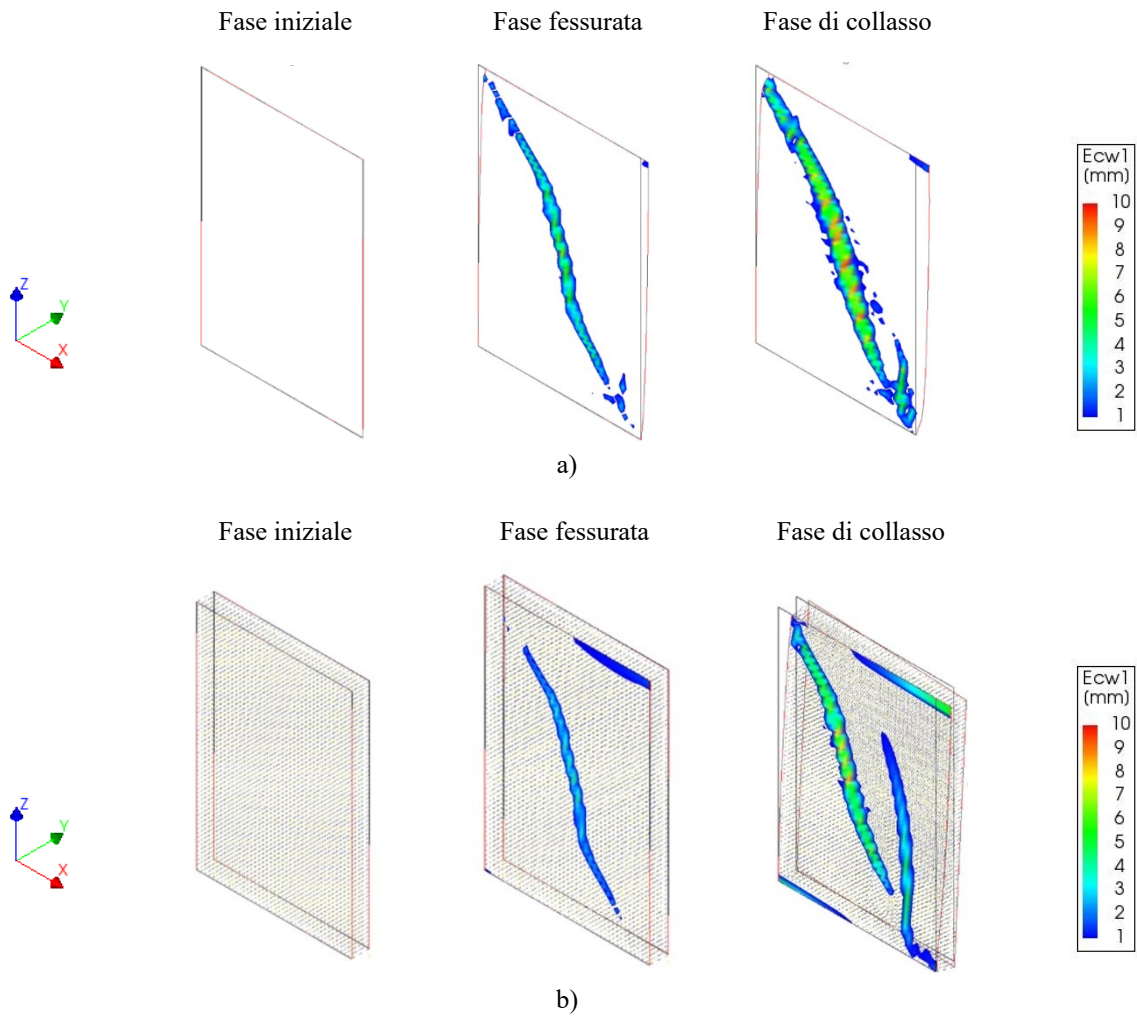 Fase iniziale Fase fessurata Fase di collasso
Z
Y
X
Ecw1
(mm)
10
9
8
7
6
5
4
3
2
1
a)
Fase iniziale Fase fessurata Fase di collasso
Z
Y
X
Ecw1
(mm)
10
9
8
7
6
5
4
3
2
1
b)